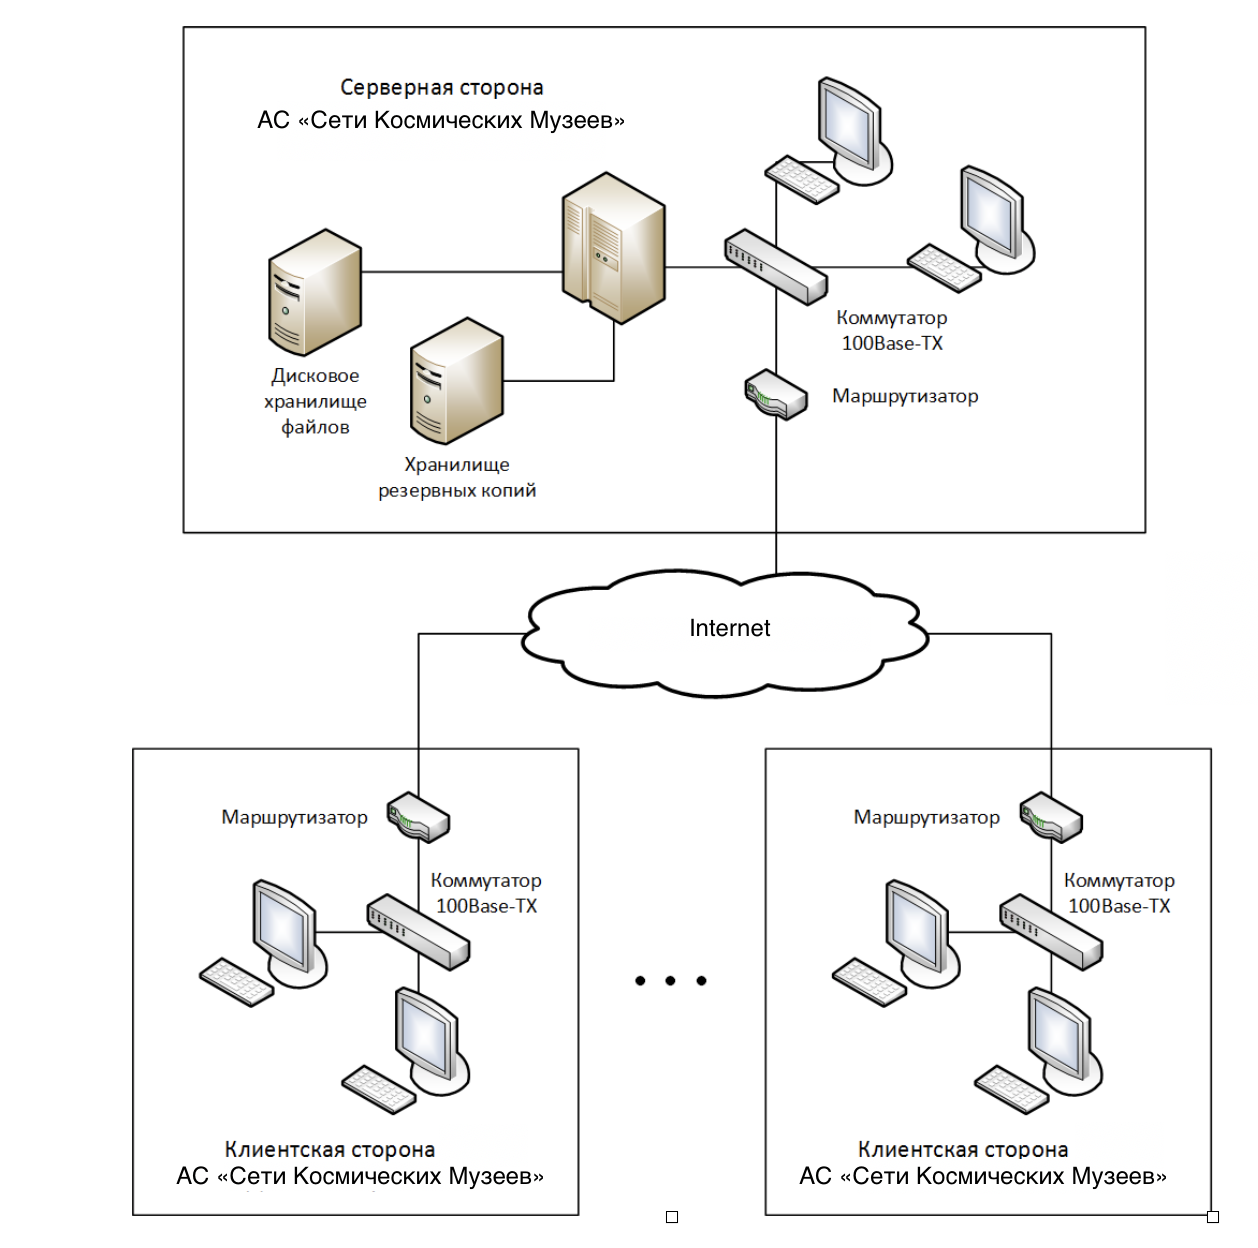 Серверная сторона
АС «Сети Космических Музеев»
Коммутатор
100Base-TX
Маршрутизатор
Дисковое
хранилище
файлов
Хранилище
резервных копий
Internet
Маршрутизатор
Коммутатор
100Base-TX
Клиентская сторона
АС «Сети Космических Музеев»
Маршрутизатор
Коммутатор
100Base-TX
Клиентская сторона
АС «Сети Космических Музеев»